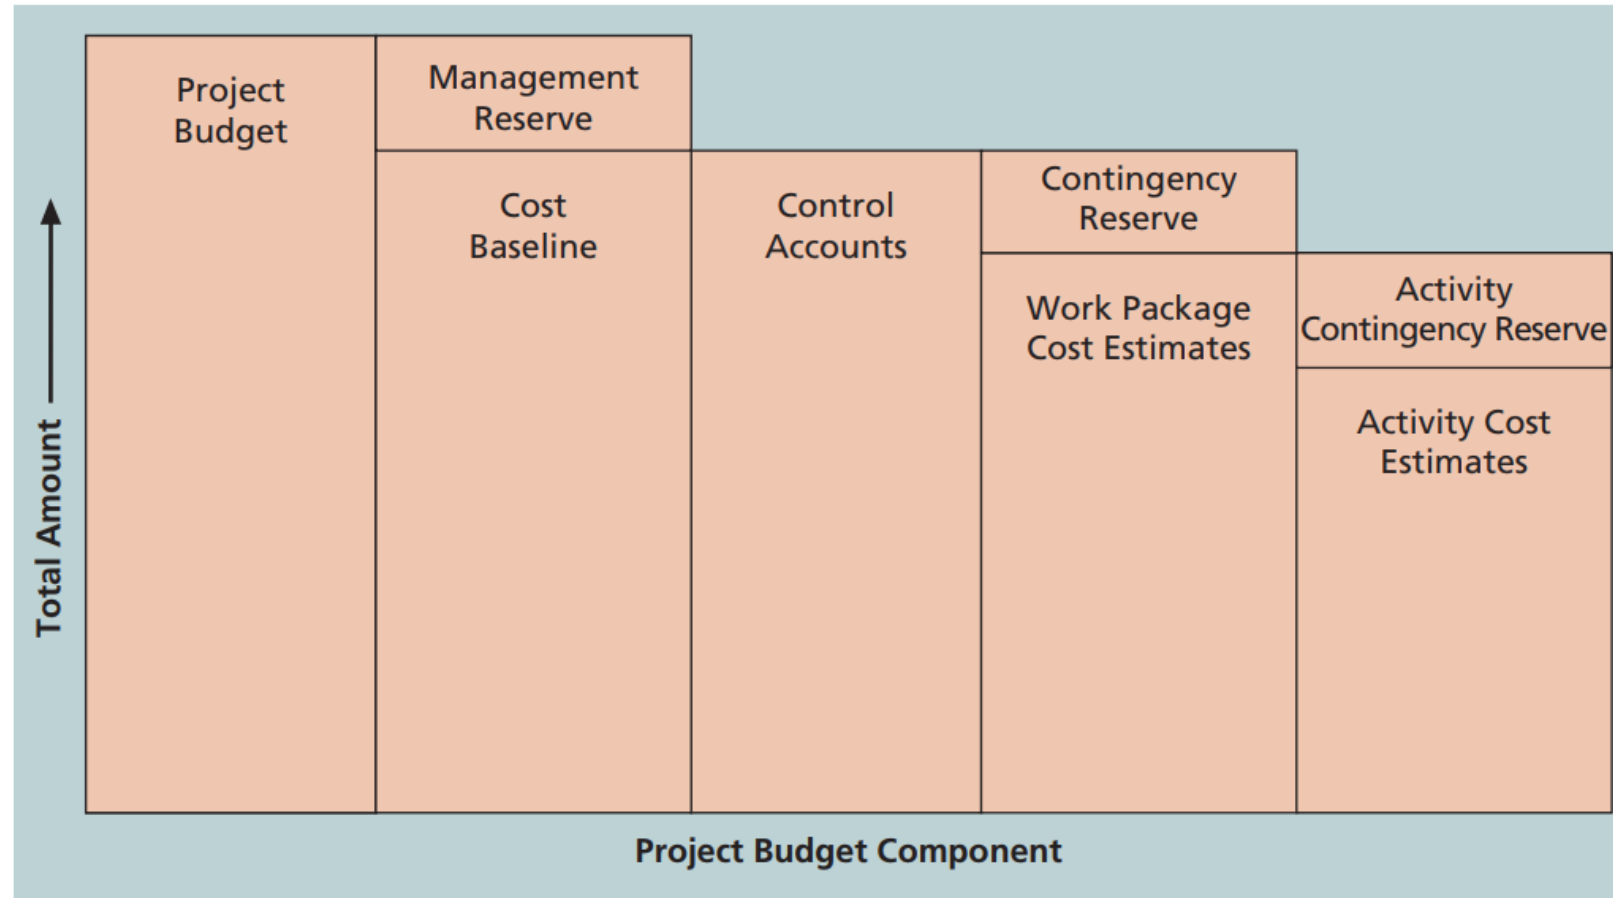 Project
Budget
Management
Reserve
Cost
Baseline
Control
Accounts
Contingency
Reserve
Work Package
Cost Estimates
Activity
Contingency Reserve
Activity Cost
Estimates
Total Amount
Project Budget Component